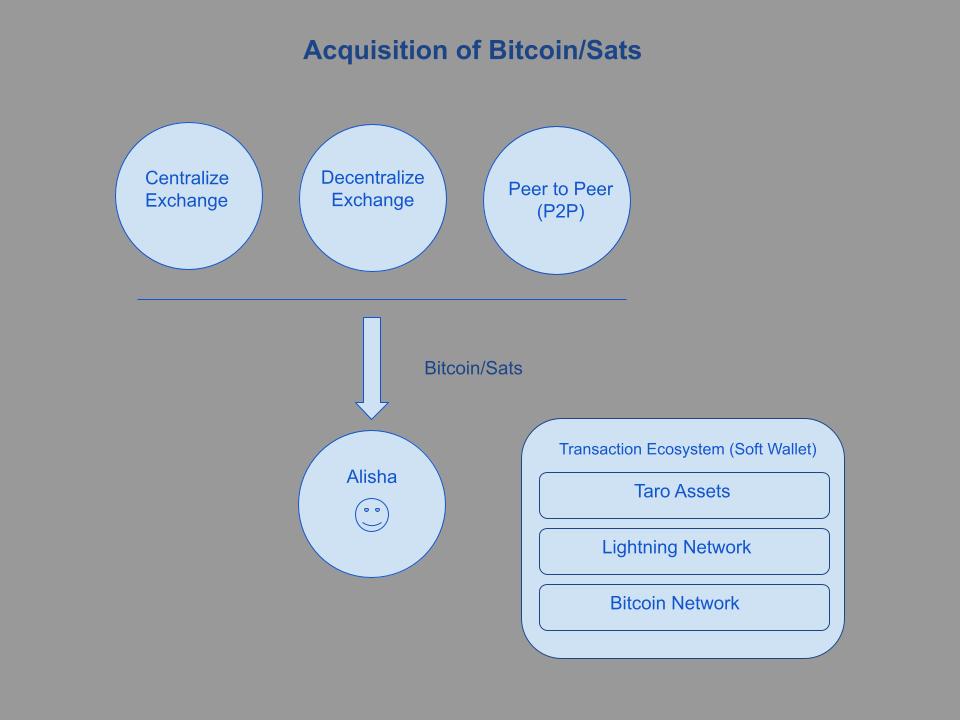 Acquisition of Bitcoin/Sats
Centralize
Exchange
Decentralize
Exchange
Peer to Peer
(P2P)
Bitcoin/Sats
Alisha
Transaction Ecosystem (Soft Wallet)
Taro Assets
Lightning Network
Bitcoin Network